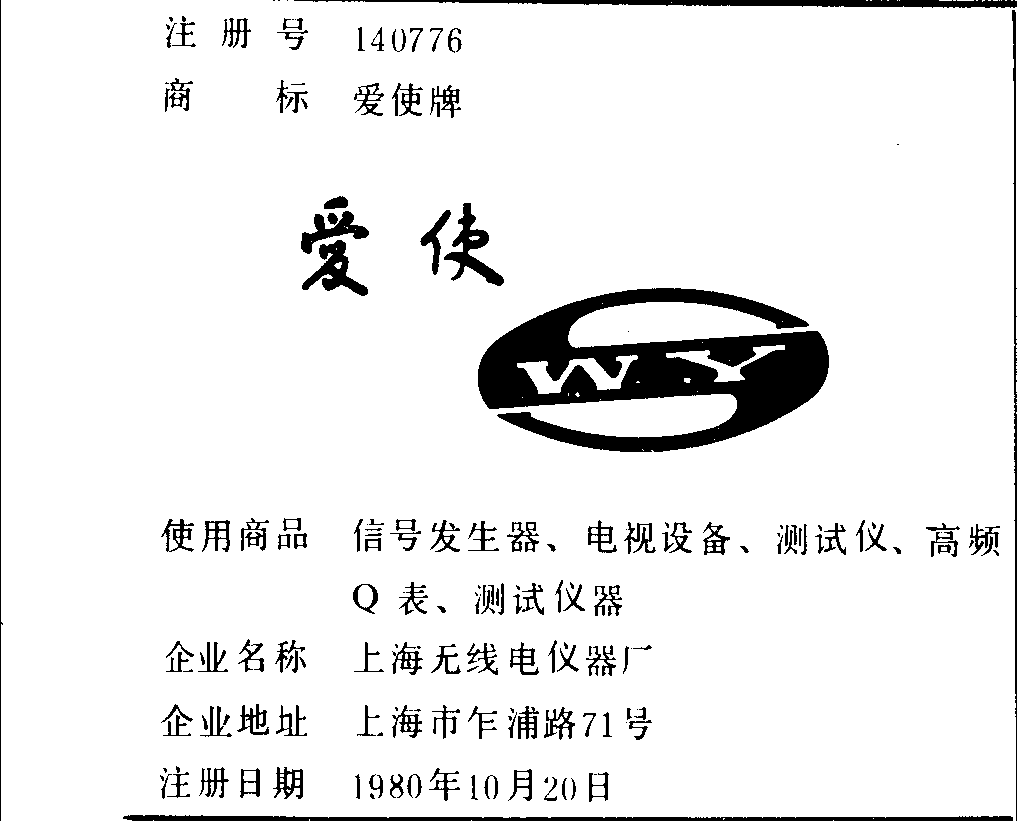 注册号 140776
商标 爱使牌
爱使
W.Y
使用商品 信号发生器、电视设备、测试仪、高频
Q 表、测试仪器
企业名称 上海无线电仪器厂
企业地址 上海市乍浦路71号
注册日期 1980年10月20日